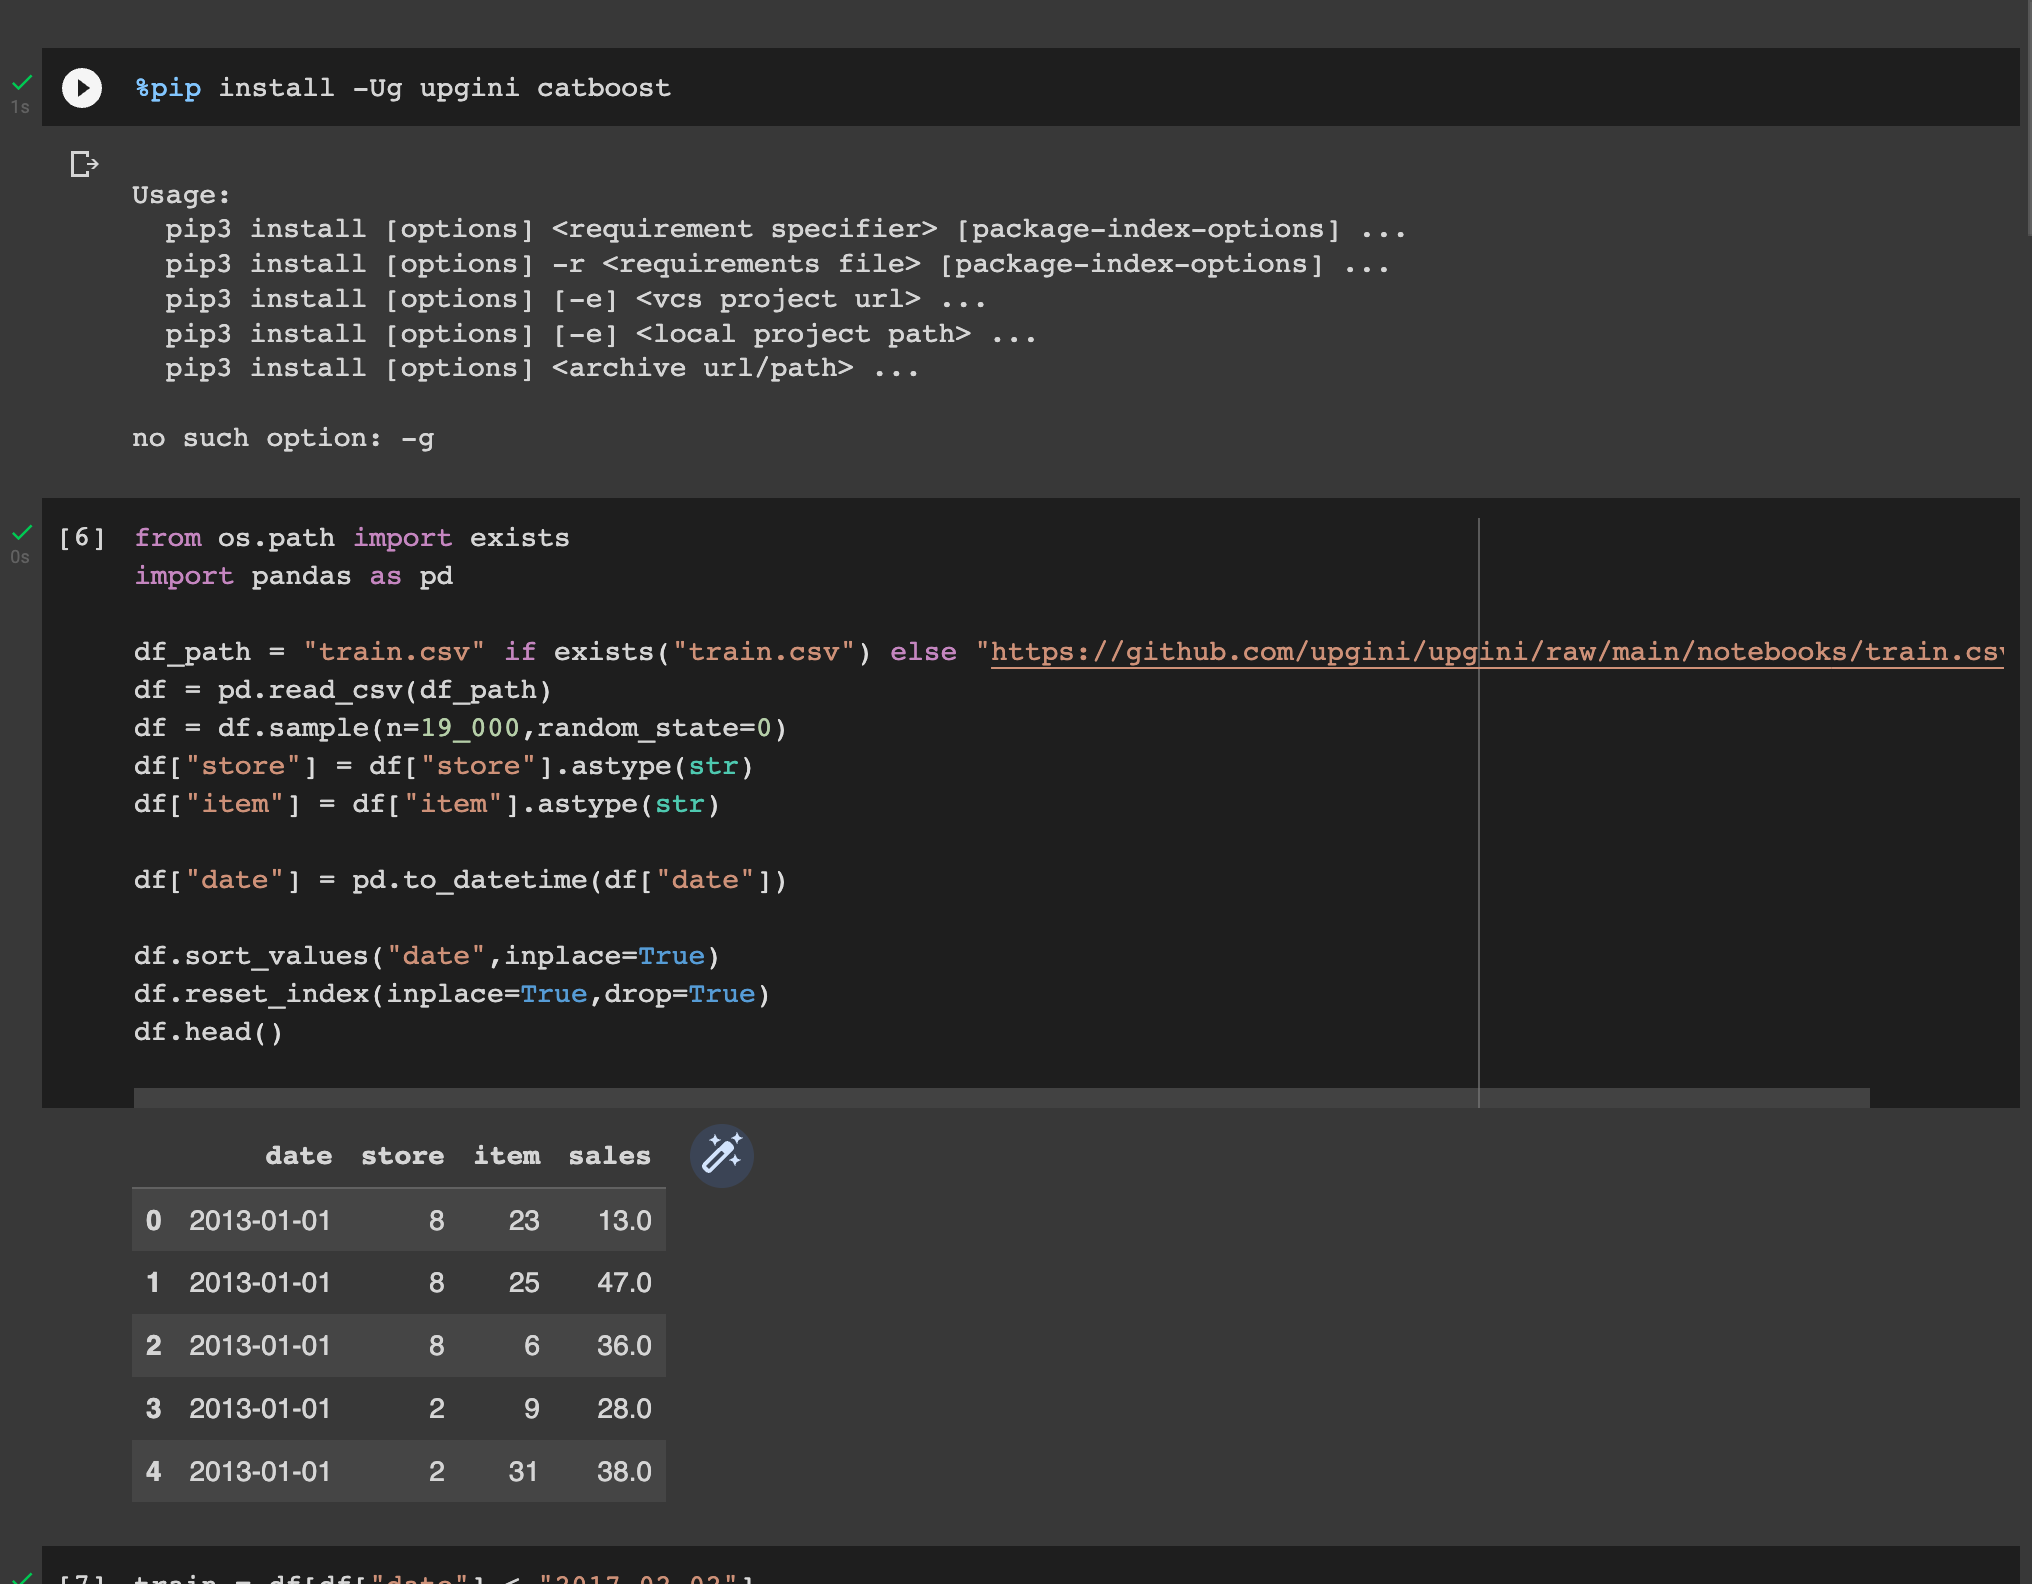 %pip install -Ug upgini catboost
1s
Usage:
pip3 install [options] <requirement specifier> [package-index-options] ...
pip3 install [options] -r <requirements file> [package-index-options] ...
pip3 install [options] [-e] <vcs project url> ...
pip3 install [options] [-e] <local project path> ...
pip3 install [options] <archive url/path> ...
no such option: -g
[6] from os.path import exists
0s
import pandas as pd
df_path = "train.csv" if exists("train.csv") else "https://github.com/upgini/upgini/raw/main/notebooks/train.csv
df = pd.read_csv(df_path)
df = df.sample(n=19_000,random_state=0)
df["store"] = df["store"].astype(str)
df["item"] = df["item"].astype(str)
df["date"] = pd.to_datetime(df["date"])
df.sort_values("date",inplace=True)
df.reset_index(inplace=True,drop=True)
df.head()
date store item sales
0 2013-01-01 8 23 13.0
1 2013-01-01 8 25 47.0
2 2013-01-01 8 6 36.0
3 2013-01-01 2 9 28.0
4 2013-01-01 2 31 38.0
[7] train = df[df["date"] < "2017-03-03"]